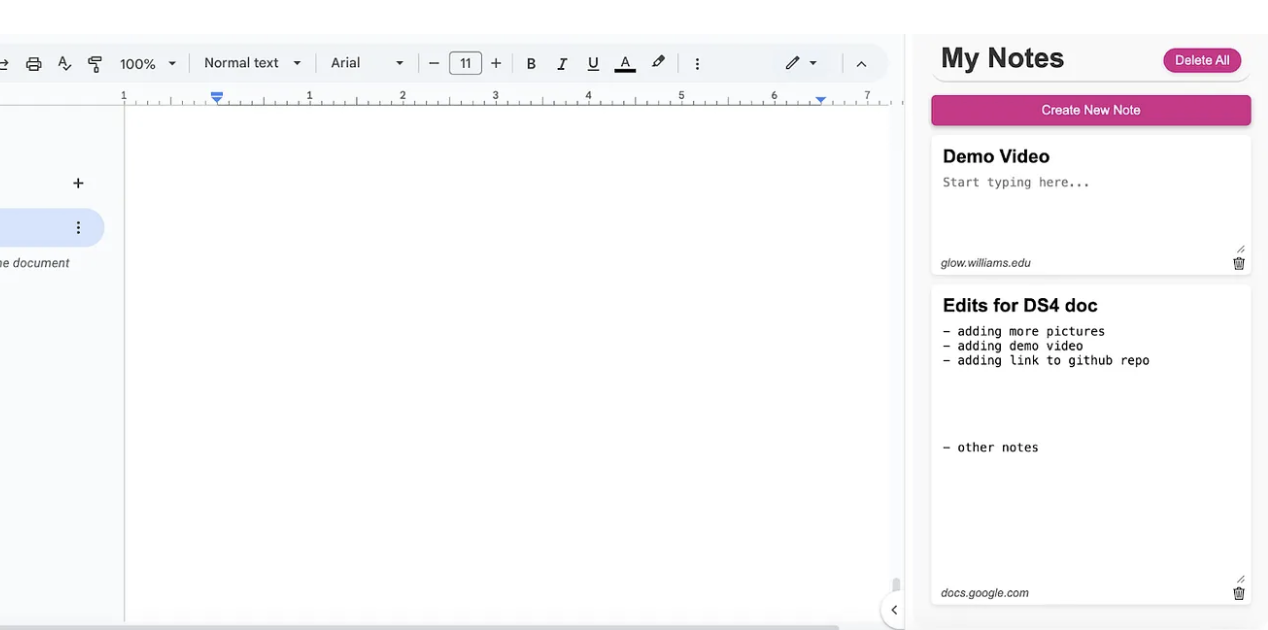 100%
Normal text
Arial
11
B
I
U
A
1
1
2
3
4
5
6
7
document
My Notes
Delete All
Create New Note
Demo Video
Start typing here...
glow.williams.edu
Edits for DS4 doc
- adding more pictures
- adding demo video
- adding link to github repo
- other notes
docs.google.com